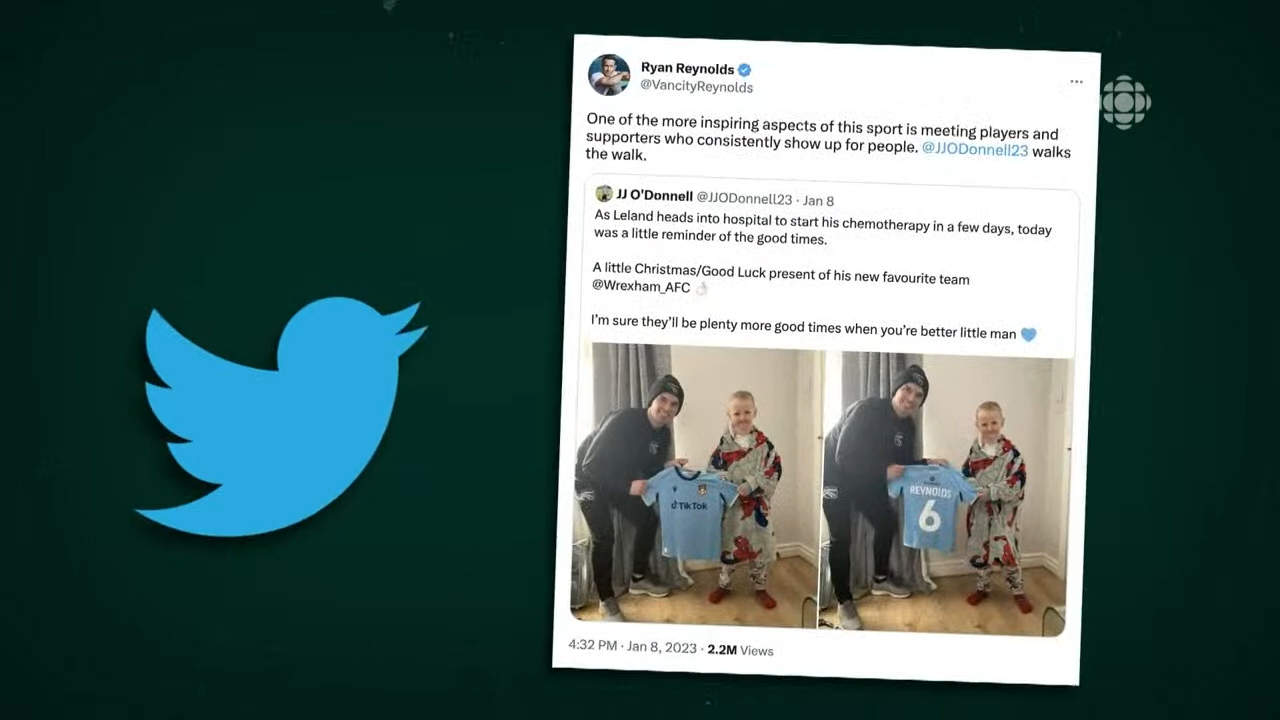 Ryan Reynolds
@VancityReynolds
One of the more inspiring aspects of this sport is meeting players and
supporters who consistently show up for people. @JJODonnell23 walks
the walk.
JJ O'Donnell @JJODonnell23 · Jan 8
As Leland heads into hospital to start his chemotherapy in a few days, today
was a little reminder of the good times.
A little Christmas/Good Luck present of his new favourite team
@Wrexham_AFC 👌🏻
I'm sure they'll be plenty more good times when you're better little man 💙
TikTok
REYNOLDS
6
4:32 PM · Jan 8, 2023 · 2.2M Views